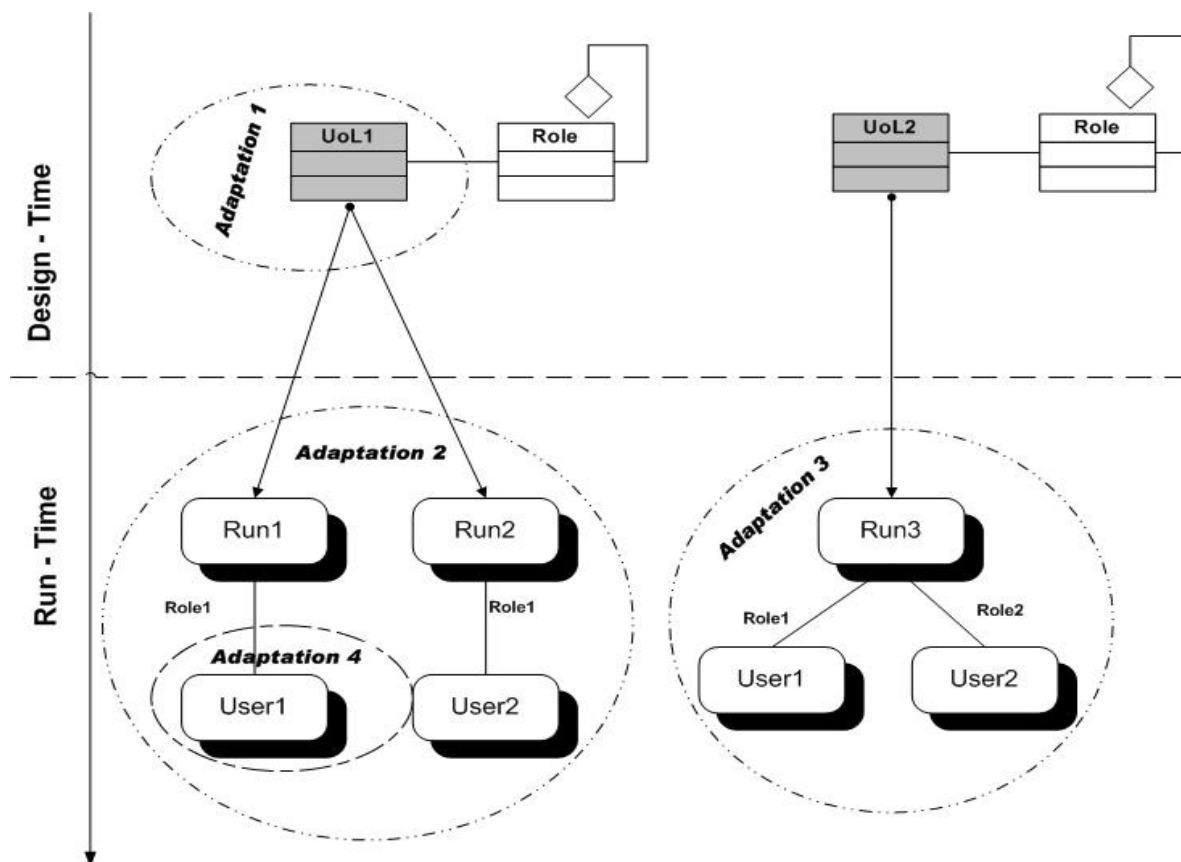 Design - Time
Adaptation 1
UoL1
Role
UoL2
Role
Run - Time
Adaptation 2
Run1
Run2
Role1
Role1
Adaptation 4
User1
User2
Adaptation 3
Run3
Role1
Role2
User1
User2